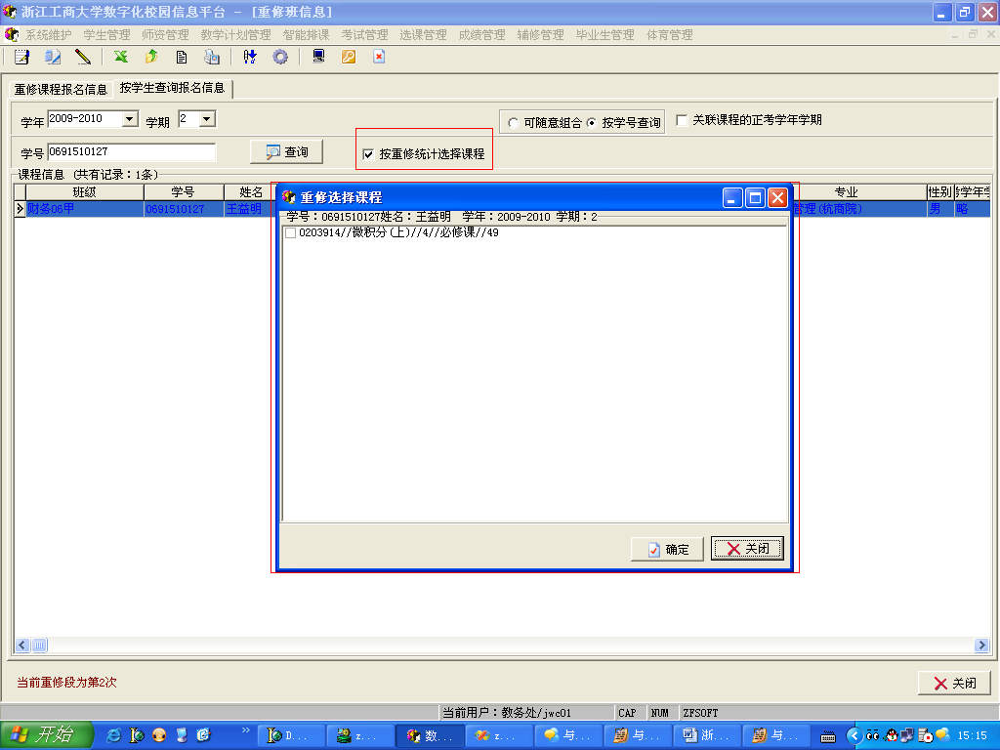 浙江工商大学数字化校园信息平台 － [重修班信息]
系统维护 学生管理 师资管理 教学计划管理 智能排课 考试管理 选课管理 成绩管理 辅修管理 毕业生管理 体育管理
重修课程报名信息 按学生查询报名信息
学年 2009-2010 学期 2 可随意组合 按学号查询 关联课程的正考学年学期
学号 0691510127 查询 按重修统计选择课程
课程信息 (共有记录：1条)
班级 学号 姓名 专业 性别 学年学
财务06甲 0691510127 王益明 管理(杭商院) 男 略
重修选择课程
学号：0691510127姓名：王益明 学年：2009-2010 学期：2
0203914//微积分(上)//4//必修课//49
确定 关闭
当前重修段为第2次 关闭
当前用户：教务处/jwc01 CAP NUM ZFSOFT
开始 D... z... 数... z... 与... 与... 浙... 与... 15:15